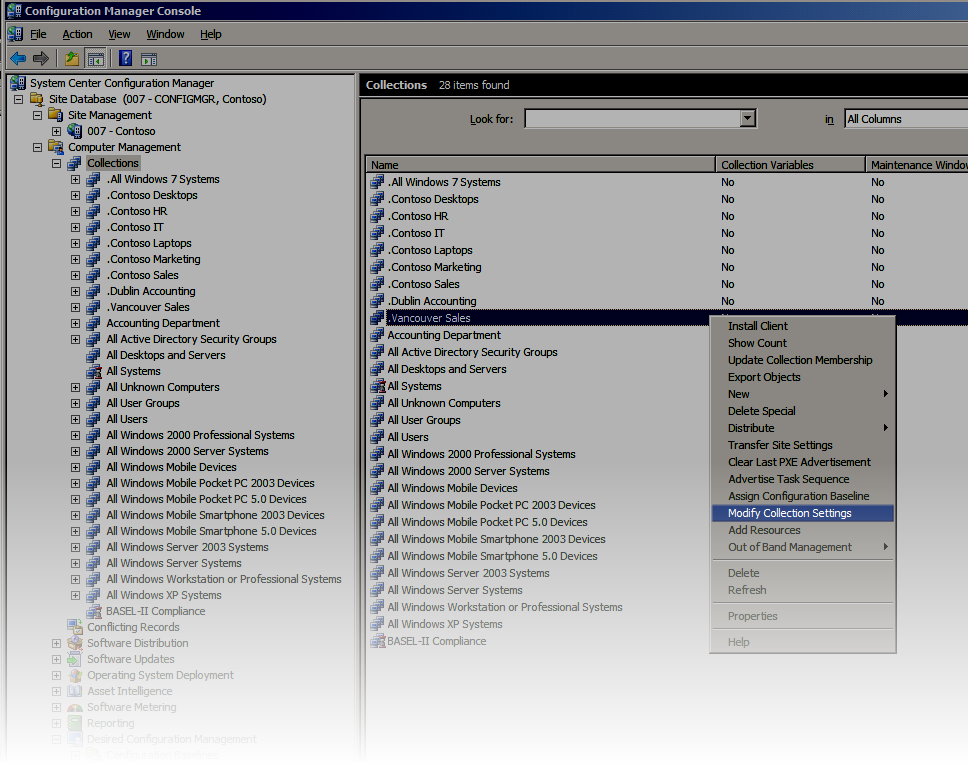 Configuration Manager Console
File Action View Window Help
System Center Configuration Manager
Site Database (007 - CONFIGMGR, Contoso)
Site Management
007 - Contoso
Computer Management
Collections
.All Windows 7 Systems
.Contoso Desktops
.Contoso HR
.Contoso IT
.Contoso Laptops
.Contoso Marketing
.Contoso Sales
.Dublin Accounting
.Vancouver Sales
Accounting Department
All Active Directory Security Groups
All Desktops and Servers
All Systems
All Unknown Computers
All User Groups
All Users
All Windows 2000 Professional Systems
All Windows 2000 Server Systems
All Windows Mobile Devices
All Windows Mobile Pocket PC 2003 Devices
All Windows Mobile Pocket PC 5.0 Devices
All Windows Mobile Smartphone 2003 Devices
All Windows Mobile Smartphone 5.0 Devices
All Windows Server 2003 Systems
All Windows Server Systems
All Windows Workstation or Professional Systems
All Windows XP Systems
BASEL-II Compliance
Conflicting Records
Software Distribution
Software Updates
Operating System Deployment
Asset Intelligence
Software Metering
Reporting
Desired Configuration Management
Configuration Baselines
Collections 28 items found
Look for: in All Columns
Name Collection Variables Maintenance Window
.All Windows 7 Systems No No
.Contoso Desktops No No
.Contoso HR No No
.Contoso IT No No
.Contoso Laptops No No
.Contoso Marketing No No
.Contoso Sales No No
.Dublin Accounting No No
.Vancouver Sales
Accounting Department
All Active Directory Security Groups
All Desktops and Servers
All Systems
All Unknown Computers
All User Groups
All Users
All Windows 2000 Professional Systems
All Windows 2000 Server Systems
All Windows Mobile Devices
All Windows Mobile Pocket PC 2003 Devices
All Windows Mobile Pocket PC 5.0 Devices
All Windows Mobile Smartphone 2003 Devices
All Windows Mobile Smartphone 5.0 Devices
All Windows Server 2003 Systems
All Windows Server Systems
All Windows Workstation or Professional Systems
All Windows XP Systems
BASEL-II Compliance
Install Client
Show Count
Update Collection Membership
Export Objects
New
Delete Special
Distribute
Transfer Site Settings
Clear Last PXE Advertisement
Advertise Task Sequence
Assign Configuration Baseline
Modify Collection Settings
Add Resources
Out of Band Management
Delete
Refresh
Properties
Help